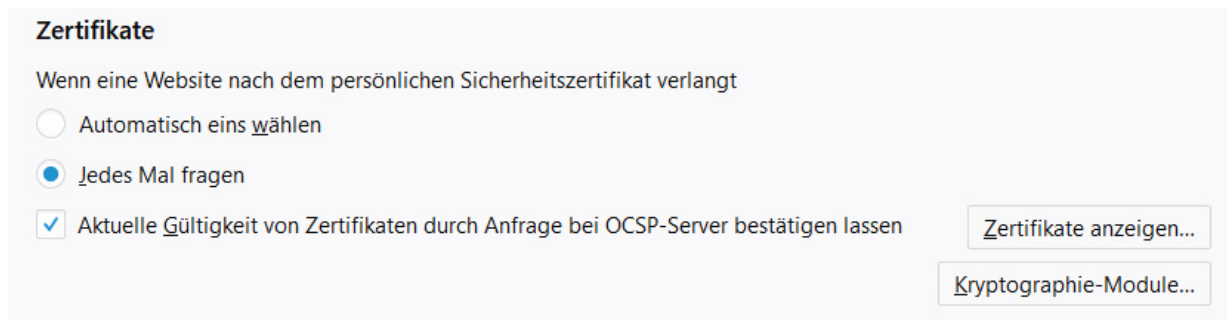 Zertifikate
Wenn eine Website nach dem persönlichen Sicherheitszertifikat verlangt
Automatisch eins wählen
Jedes Mal fragen
Aktuelle Gültigkeit von Zertifikaten durch Anfrage bei OCSP-Server bestätigen lassen
Zertifikate anzeigen...
Kryptographie-Module...